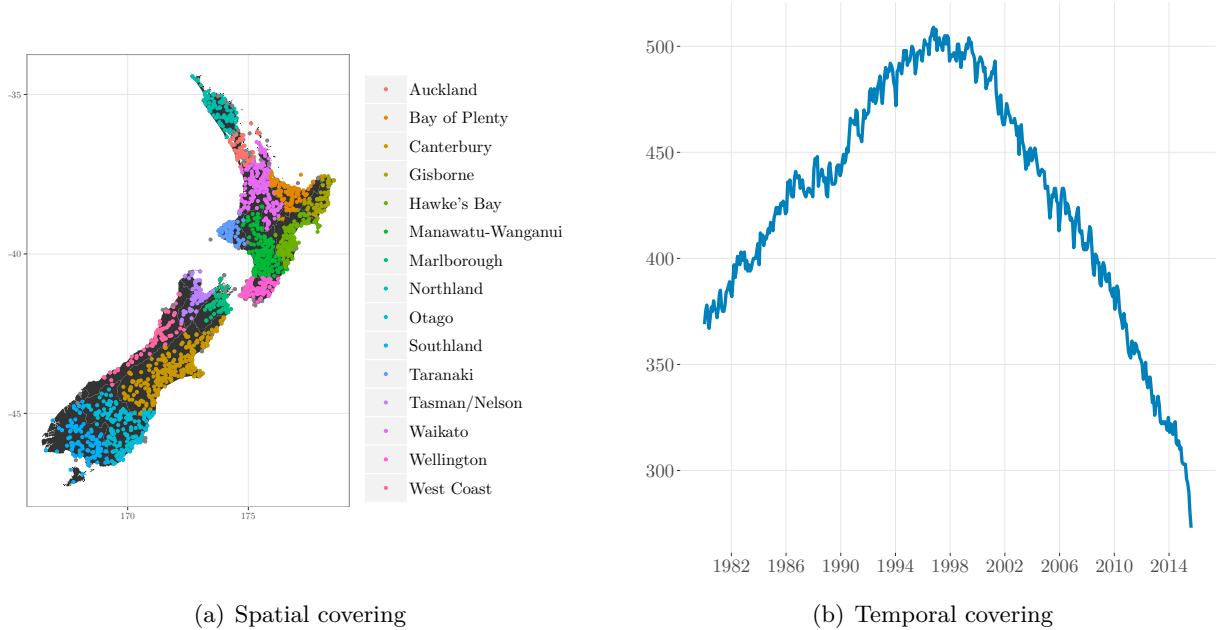 -35
-40
-45
170
175
Auckland
Bay of Plenty
Canterbury
Gisborne
Hawke's Bay
Manawatu-Wanganui
Marlborough
Northland
Otago
Southland
Taranaki
Tasman/Nelson
Waikato
Wellington
West Coast
(a) Spatial covering
500
450
400
350
300
1982 1986 1990 1994 1998 2002 2006 2010 2014
(b) Temporal covering